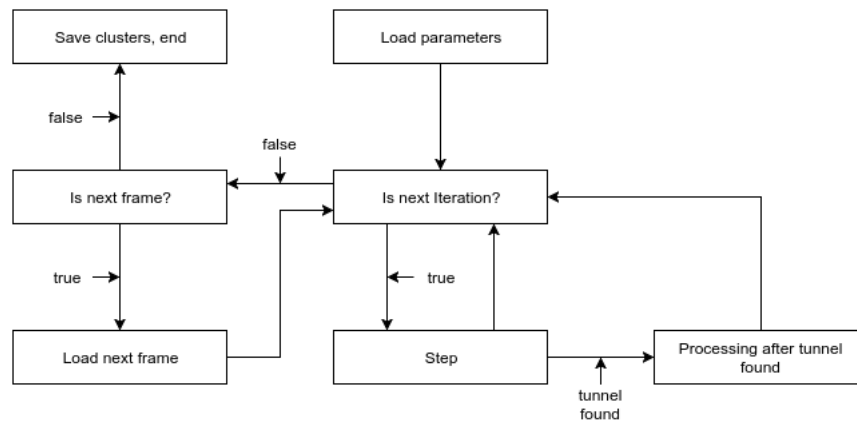 Save clusters, end
Load parameters
false
false
Is next frame?
Is next Iteration?
true
true
Load next frame
Step
Processing after tunnel
found
tunnel
found